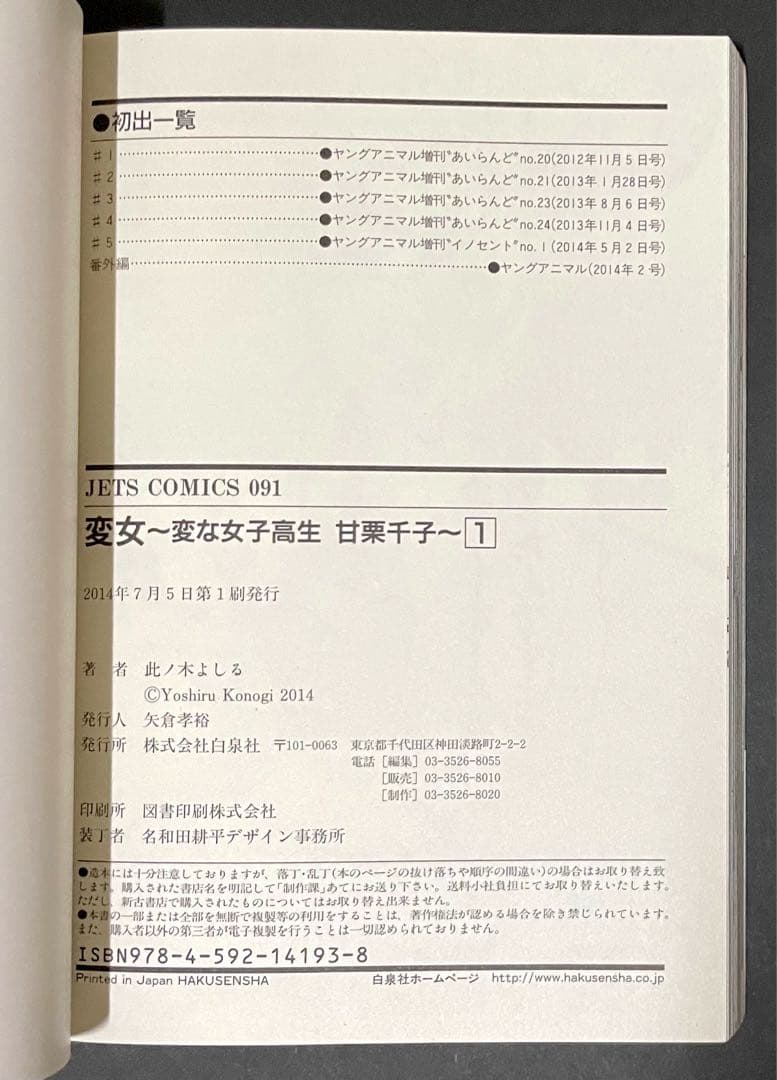 ●初出一覧
♯1……………………………………●ヤングアニマル増刊〝あいらんど〟no.20(2012年11月5日号)
♯2……………………………………●ヤングアニマル増刊〝あいらんど〟no.21(2013年1月28日号)
♯3……………………………………●ヤングアニマル増刊〝あいらんど〟no.23(2013年8月6日号)
♯4……………………………………●ヤングアニマル増刊〝あいらんど〟no.24(2013年11月4日号)
♯5……………………………………●ヤングアニマル増刊〝イノセント〟no.1(2014年5月2日号)
番外編……………………………………………………………●ヤングアニマル(2014年2号)
JETS COMICS 091
変女～変な女子高生 甘栗千子～1
2014年7月5日第1刷発行
著 者 此ノ木よしる
©Yoshiru Konogi 2014
発行人 矢倉孝裕
発行所 株式会社白泉社 〒101-0063 東京都千代田区神田淡路町2-2-2
電話[編集]03-3526-8055
[販売]03-3526-8010
[制作]03-3526-8020
印刷所 図書印刷株式会社
装丁者 名和田耕平デザイン事務所
●造本には十分注意しておりますが、落丁・乱丁(本のページの抜け落ちや順序の間違い)の場合はお取り替え致
します。購入された書店名を明記して「制作課」あてにお送り下さい。送料小社負担にてお取り替えいたします。
ただし、新古書店で購入されたものについてはお取り替え出来ません。
●本書の一部または全部を無断で複製等の利用をすることは、著作権法が認める場合を除き禁じられています。
また、購入者以外の第三者が電子複製を行うことは一切認められておりません。
ISBN978-4-592-14193-8
Printed in Japan HAKUSENSHA 白泉社ホームページ http://www.hakusensha.co.jp